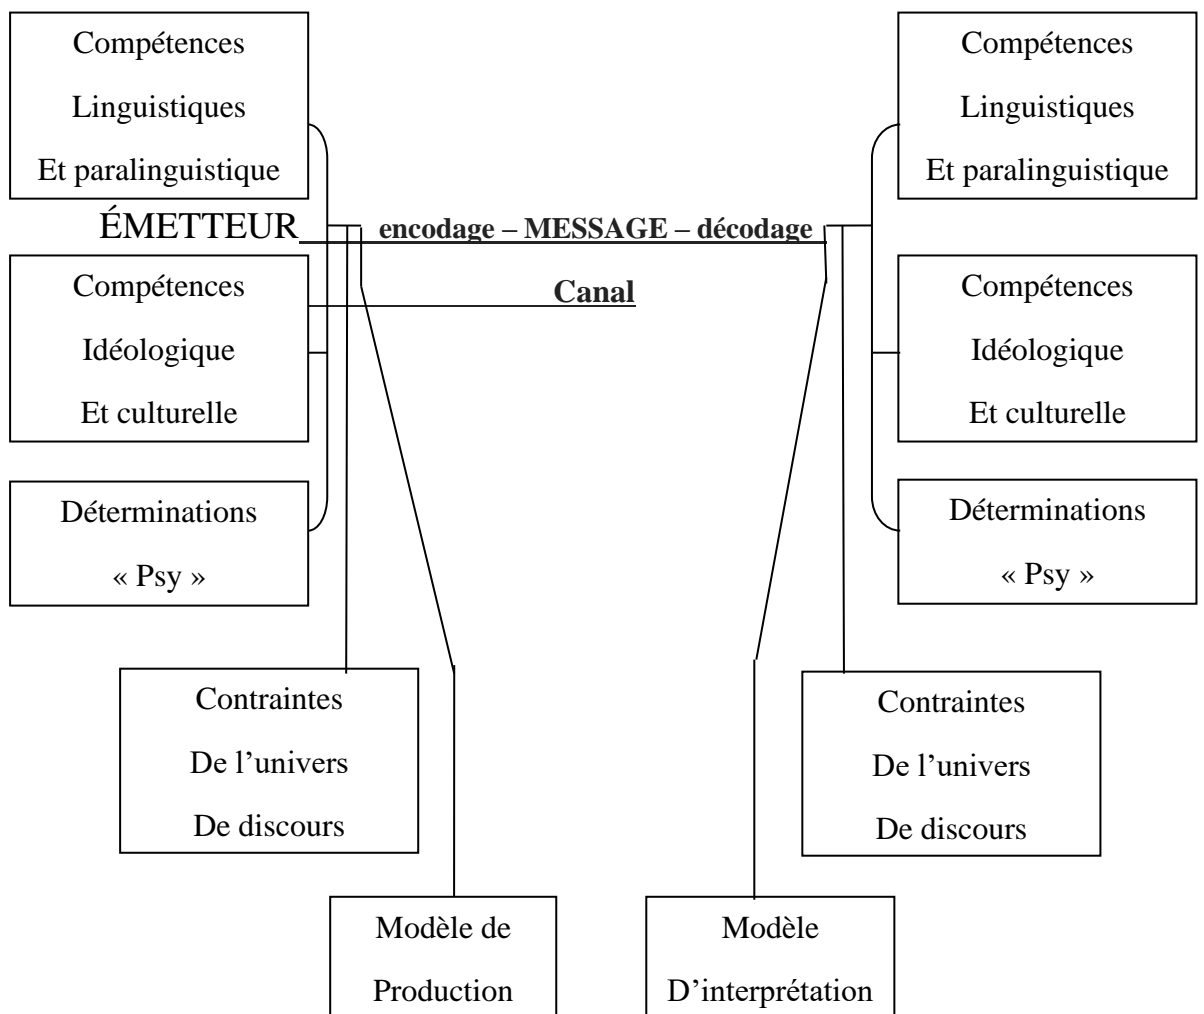 Compétences
Linguistiques
Et paralinguistique
Compétences
Linguistiques
Et paralinguistique
ÉMETTEUR encodage – MESSAGE – décodage
Canal
Compétences
Idéologique
Et culturelle
Compétences
Idéologique
Et culturelle
Déterminations
« Psy »
Déterminations
« Psy »
Contraintes
De l’univers
De discours
Contraintes
De l’univers
De discours
Modèle de
Production
Modèle
D’interprétation